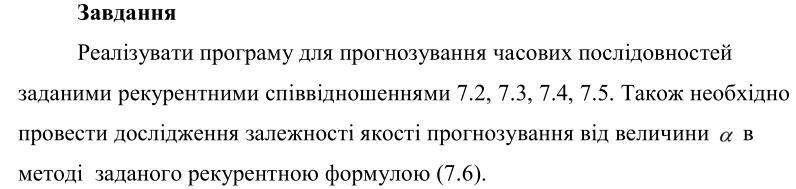 Завдання
Реалізувати програму для прогнозування часових послідовностей
заданими рекурентними співвідношеннями 7.2, 7.3, 7.4, 7.5. Також необхідно
провести дослідження залежності якості прогнозування від величини α в
методі заданого рекурентною формулою (7.6).